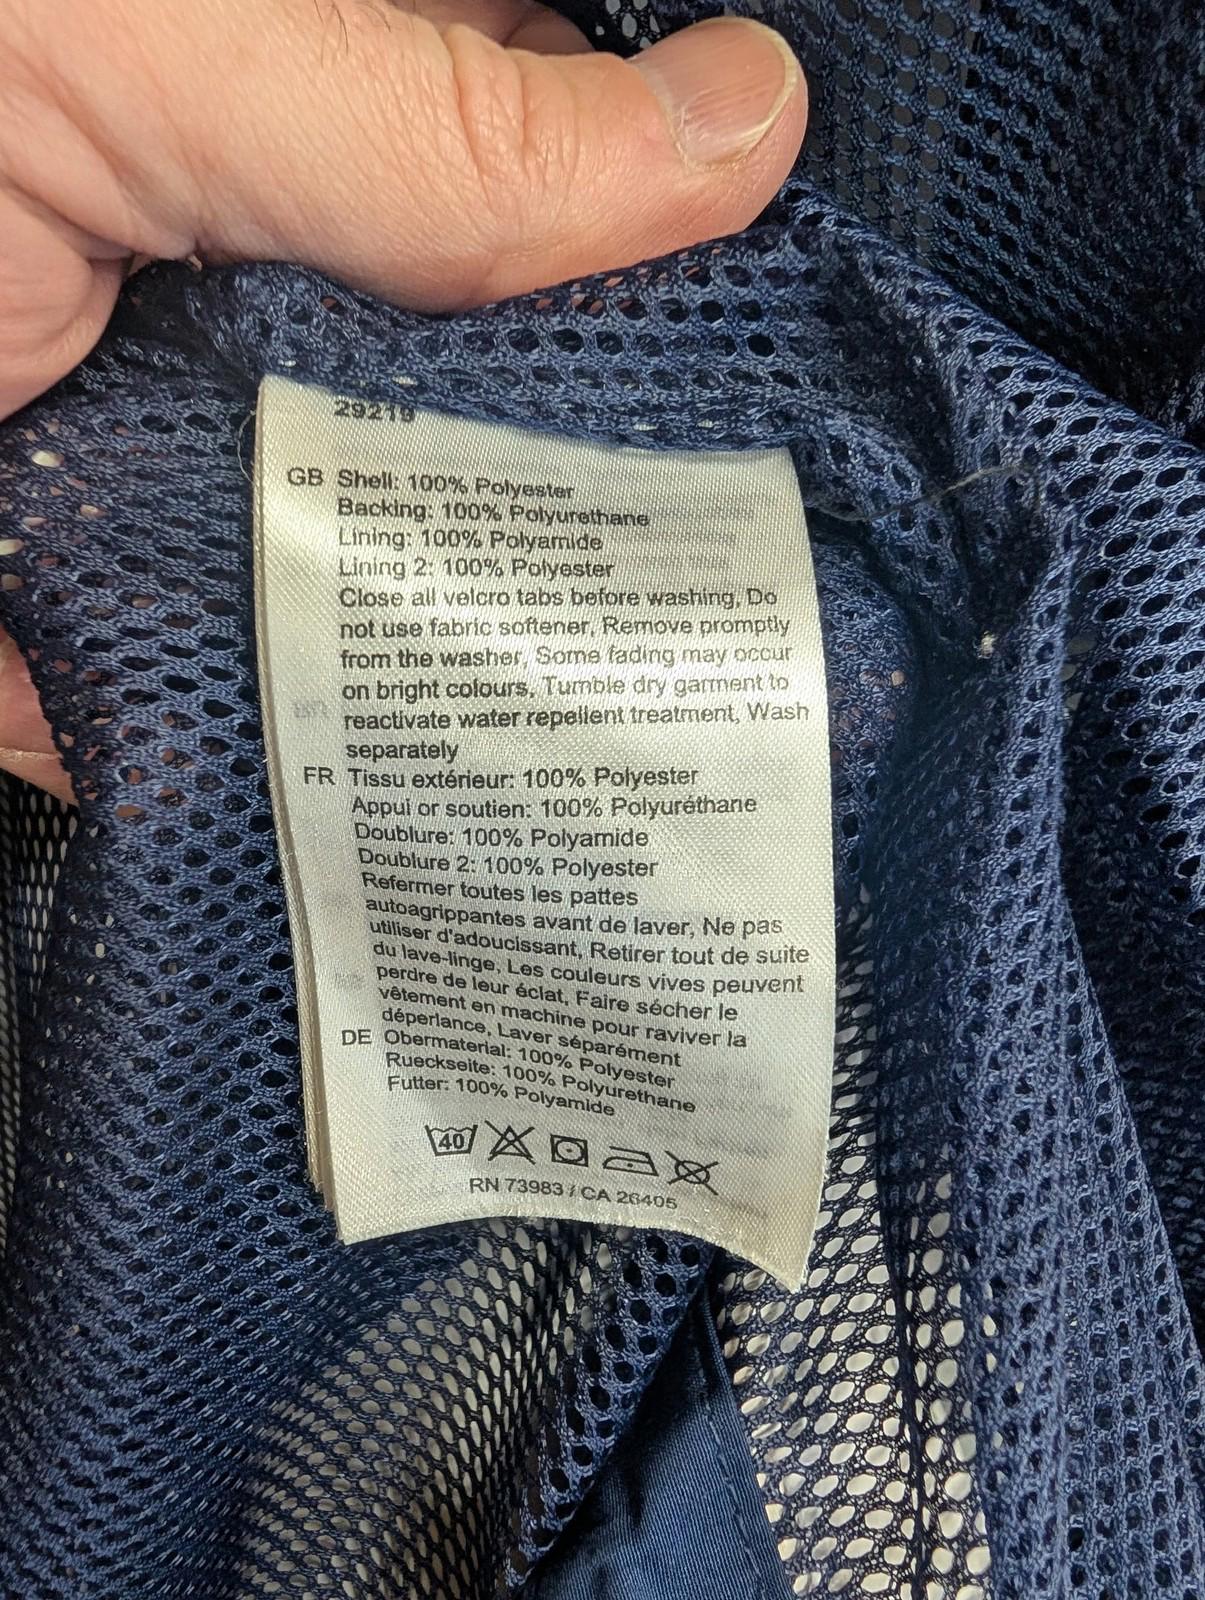 29219
GB Shell: 100% Polyester
Backing: 100% Polyurethane
Lining: 100% Polyamide
Lining 2: 100% Polyester
Close all velcro tabs before washing, Do
not use fabric softener, Remove promptly
from the washer, Some fading may occur
on bright colours, Tumble dry garment to
reactivate water repellent treatment, Wash
separately
FR Tissu extérieur: 100% Polyester
Appui or soutien: 100% Polyuréthane
Doublure: 100% Polyamide
Doublure 2: 100% Polyester
Refermer toutes les pattes
autoagrippantes avant de laver, Ne pas
utiliser d'adoucissant, Retirer tout de suite
du lave-linge, Les couleurs vives peuvent
perdre de leur éclat, Faire sécher le
vêtement en machine pour raviver la
déperlance, Laver séparément
DE Obermaterial: 100% Polyester
Rueckseite: 100% Polyurethane
Futter: 100% Polyamide
40
RN 73983 / CA 26405